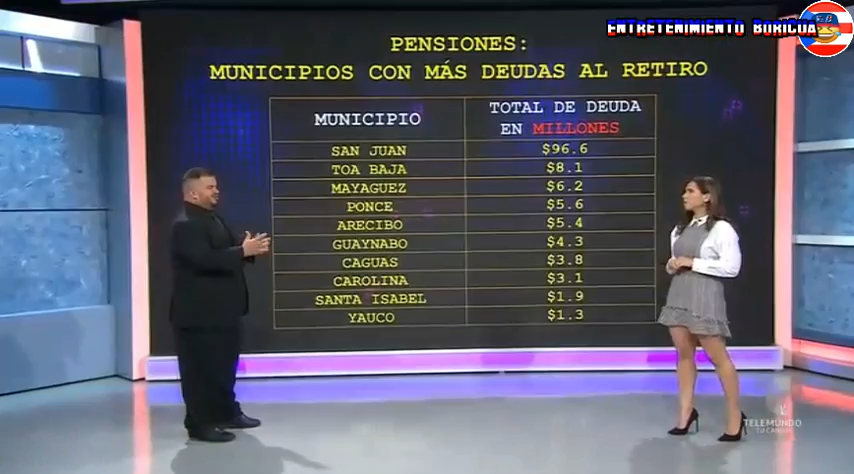 ENTRETENIMIENTO BORICUA
PENSIONES:
MUNICIPIOS CON MÁS DEUDAS AL RETIRO
MUNICIPIO
TOTAL DE DEUDA
EN MILLONES
SAN JUAN $96.6
TOA BAJA $8.1
MAYAGUEZ $6.2
PONCE $5.6
ARECIBO $5.4
GUAYNABO $4.3
CAGUAS $3.8
CAROLINA $3.1
SANTA ISABEL $1.9
YAUCO $1.3
TELEMUNDO